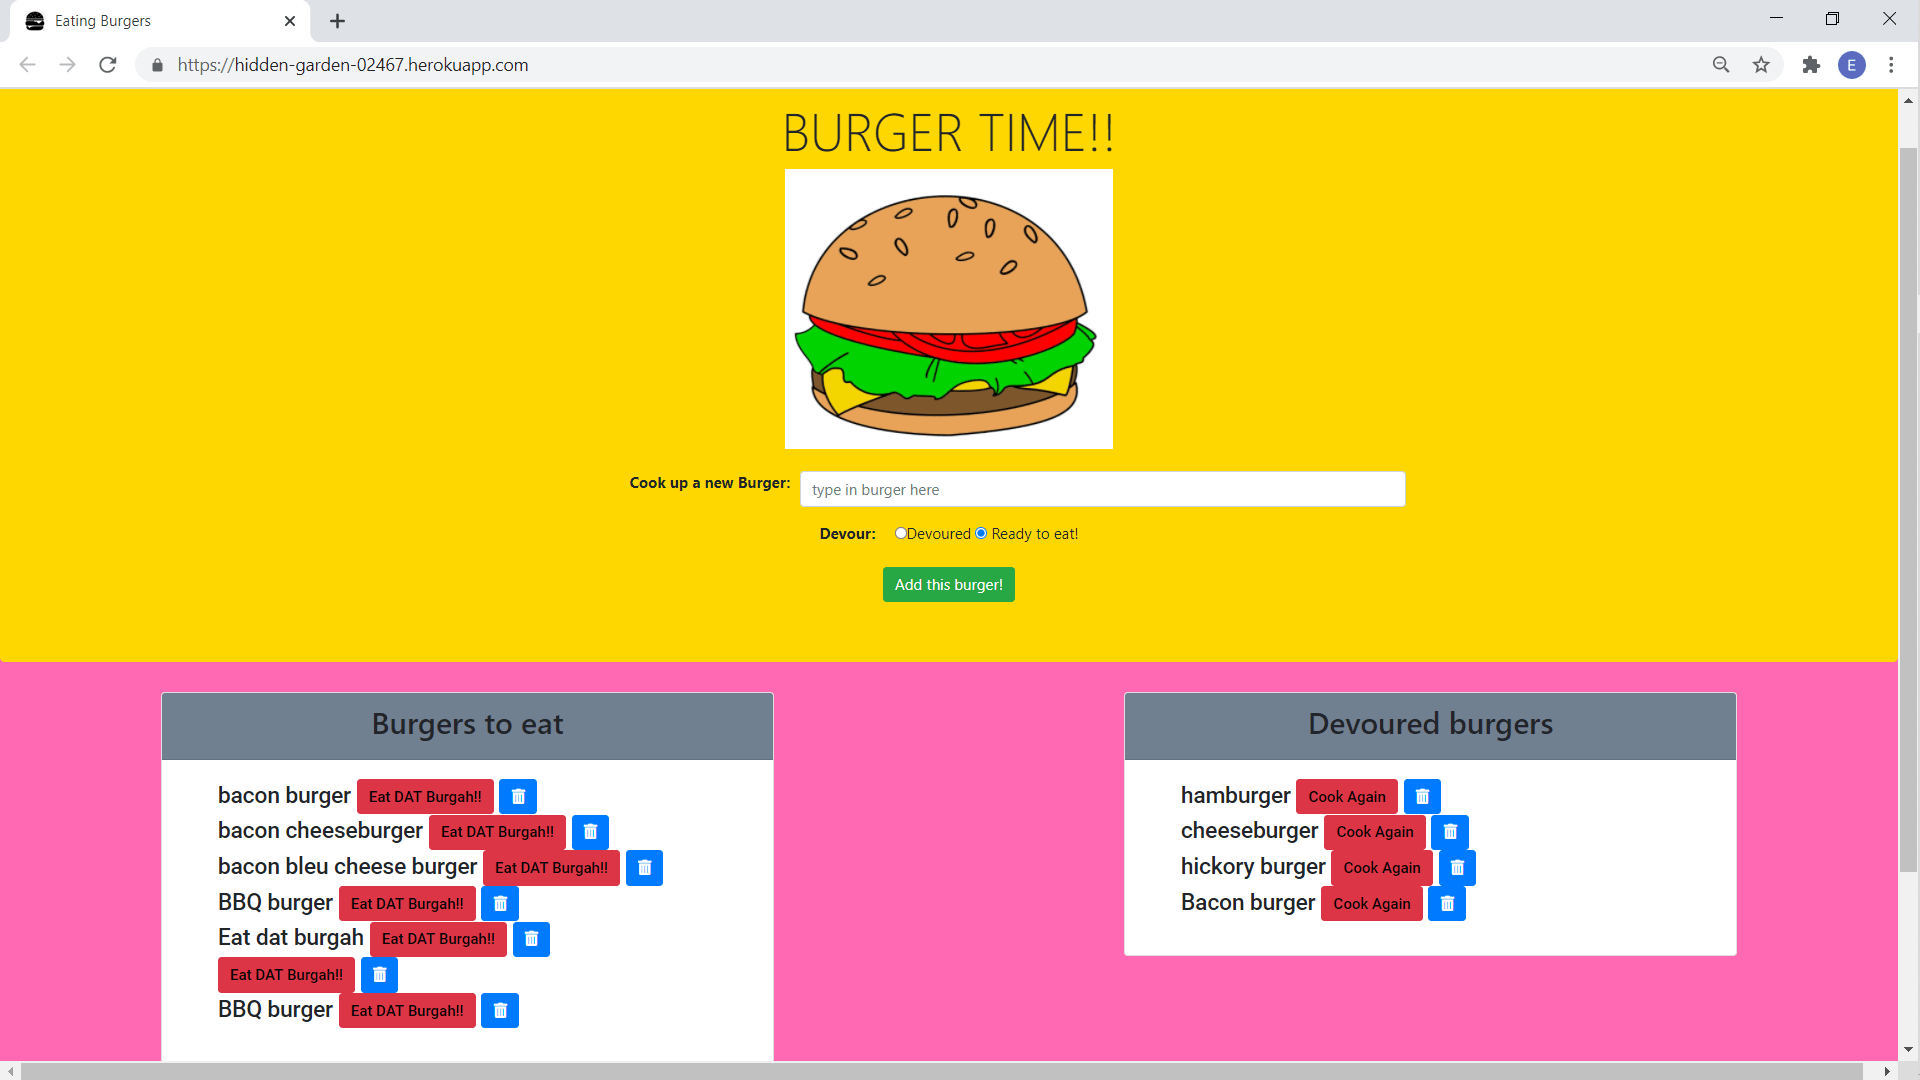 Eating Burgers
https://hidden-garden-02467.herokuapp.com
E
BURGER TIME!!
Cook up a new Burger: type in burger here
Devour: Devoured Ready to eat!
Add this burger!
Burgers to eat
bacon burger Eat DAT Burgah!!
bacon cheeseburger Eat DAT Burgah!!
bacon bleu cheese burger Eat DAT Burgah!!
BBQ burger Eat DAT Burgah!!
Eat dat burgah Eat DAT Burgah!!
Eat DAT Burgah!!
BBQ burger Eat DAT Burgah!!
Devoured burgers
hamburger Cook Again
cheeseburger Cook Again
hickory burger Cook Again
Bacon burger Cook Again